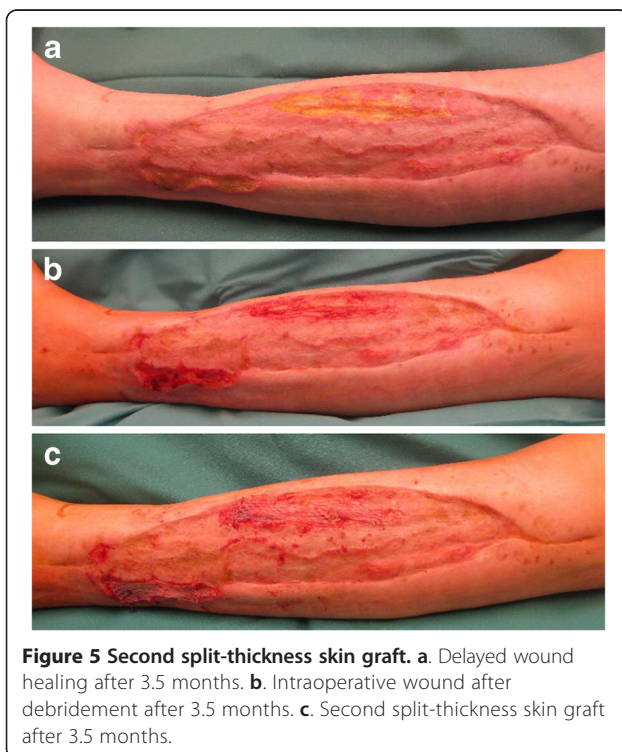 a
b
c
Figure 5 Second split-thickness skin graft. a. Delayed wound
healing after 3.5 months. b. Intraoperative wound after
debridement after 3.5 months. c. Second split-thickness skin graft
after 3.5 months.